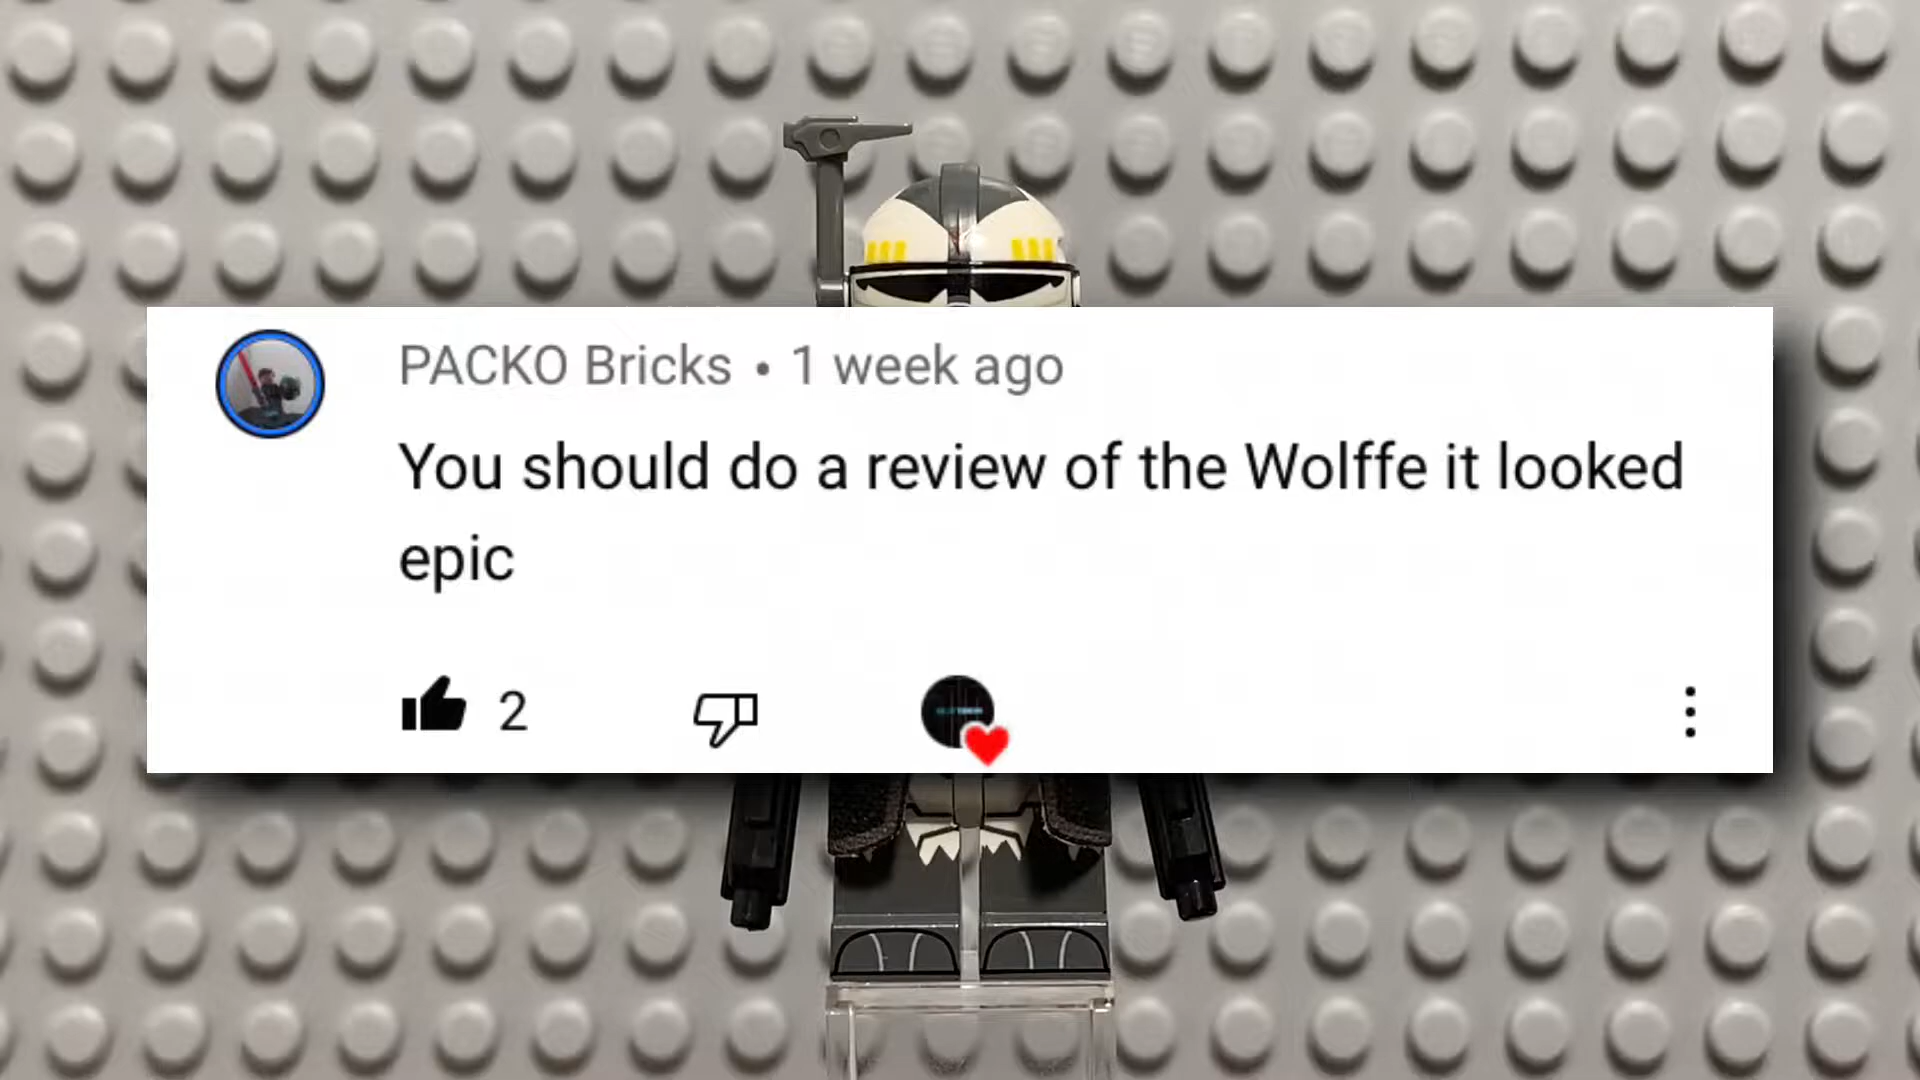 PACKO Bricks • 1 week ago
You should do a review of the Wolffe it looked
epic
2